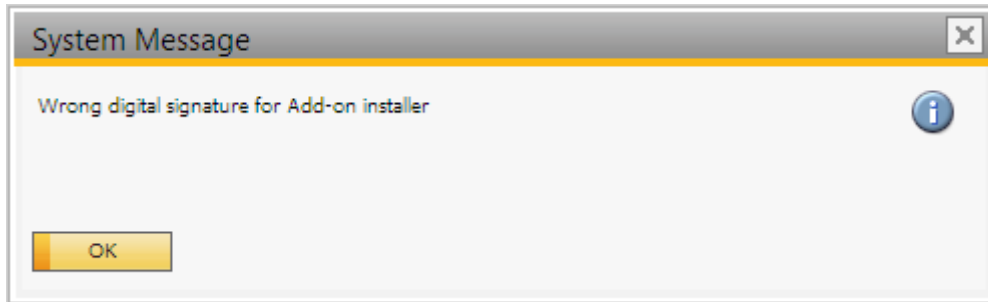 System Message
Wrong digital signature for Add-on installer
OK